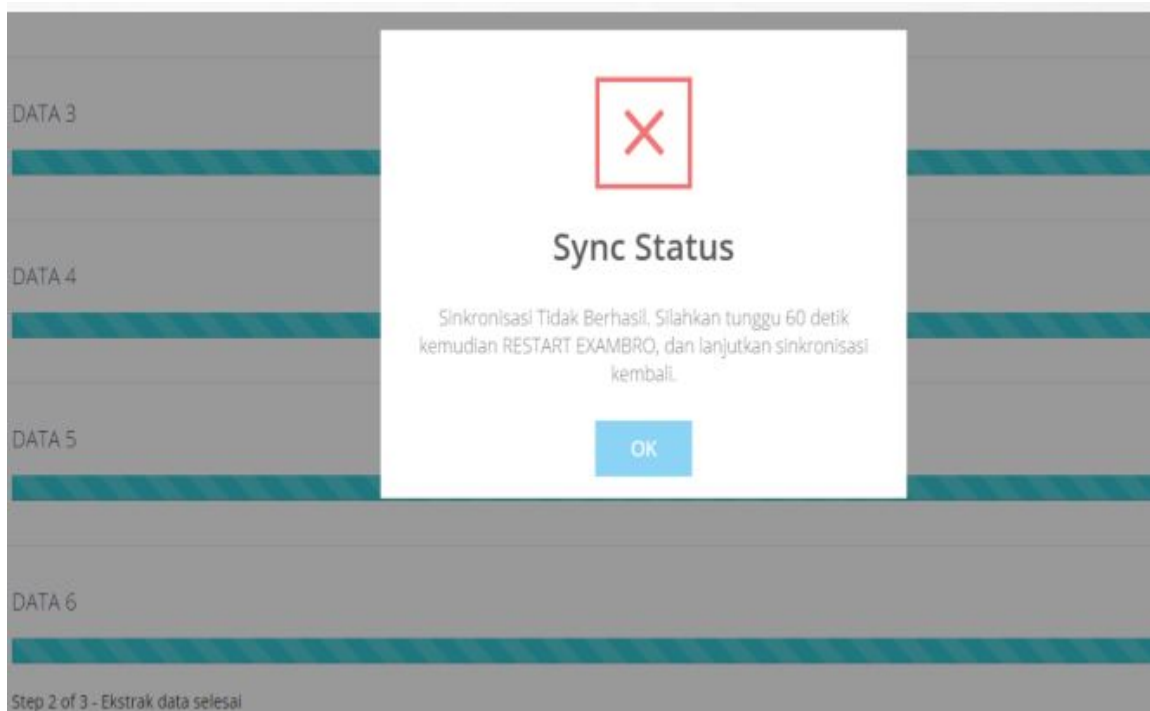 DATA 3
Sync Status
DATA 4
Sinkronisasi Tidak Berhasil. Silahkan tunggu 60 detik
kemudian RESTART EXAMBRO, dan lanjutkan sinkronisasi
kembali.
DATA 5
OK
DATA 6
Step 2 of 3 - Ekstrak data selesai